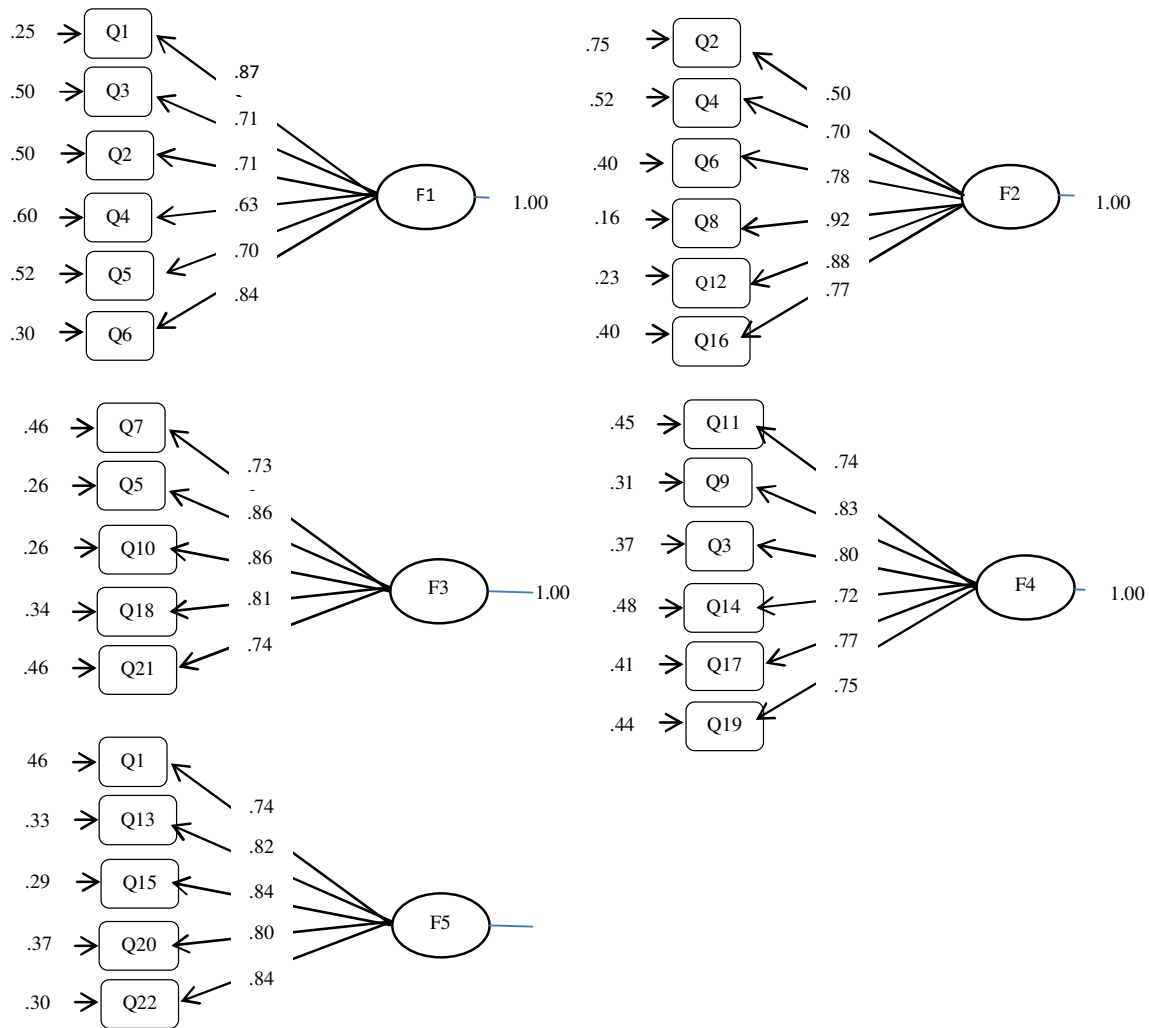 .25 Q1 .87
.50 Q3 .71
.50 Q2 .71
.60 Q4 .63
.52 Q5 .70
.30 Q6 .84
F1 1.00
.75 Q2 .50
.52 Q4 .70
.40 Q6 .78
.16 Q8 .92
.23 Q12 .88
.40 Q16 .77
F2 1.00
.46 Q7 .73
.26 Q5 .86
.26 Q10 .86
.34 Q18 .81
.46 Q21 .74
F3 1.00
.45 Q11 .74
.31 Q9 .83
.37 Q3 .80
.48 Q14 .72
.41 Q17 .77
.44 Q19 .75
F4 1.00
46 Q1 .74
.33 Q13 .82
.29 Q15 .84
.37 Q20 .80
.30 Q22 .84
F5